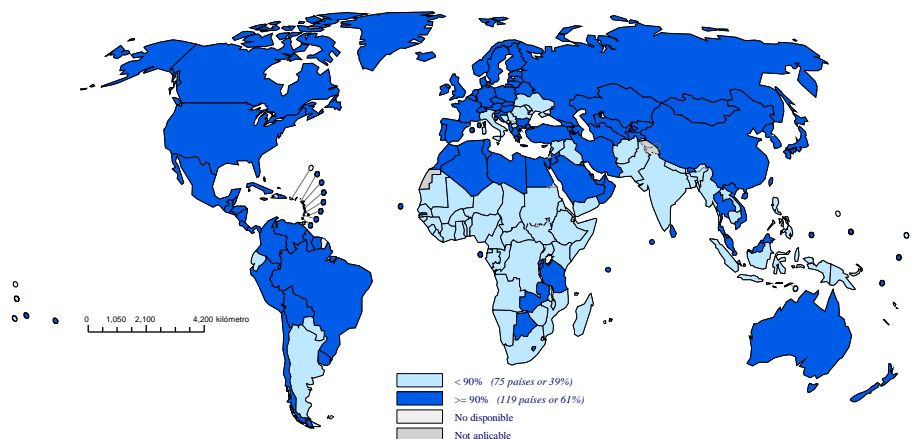 0 1,050 2,100 4,200 kilómetro
< 90% (75 países or 39%)
>= 90% (119 países or 61%)
No disponible
Not aplicable